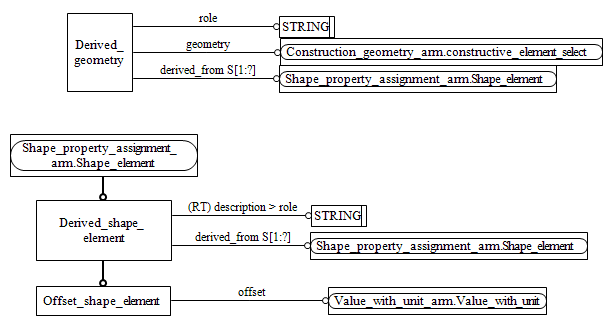 role
STRING
Derived_
geometry
geometry
Construction_geometry_arm.constructive_element_select
derived_from S[1:?]
Shape_property_assignment_arm.Shape_element
Shape_property_assignment_
arm.Shape_element
(RT) description > role
STRING
Derived_shape_
element
derived_from S[1:?]
Shape_property_assignment_arm.Shape_element
Offset_shape_element
offset
Value_with_unit_arm.Value_with_unit